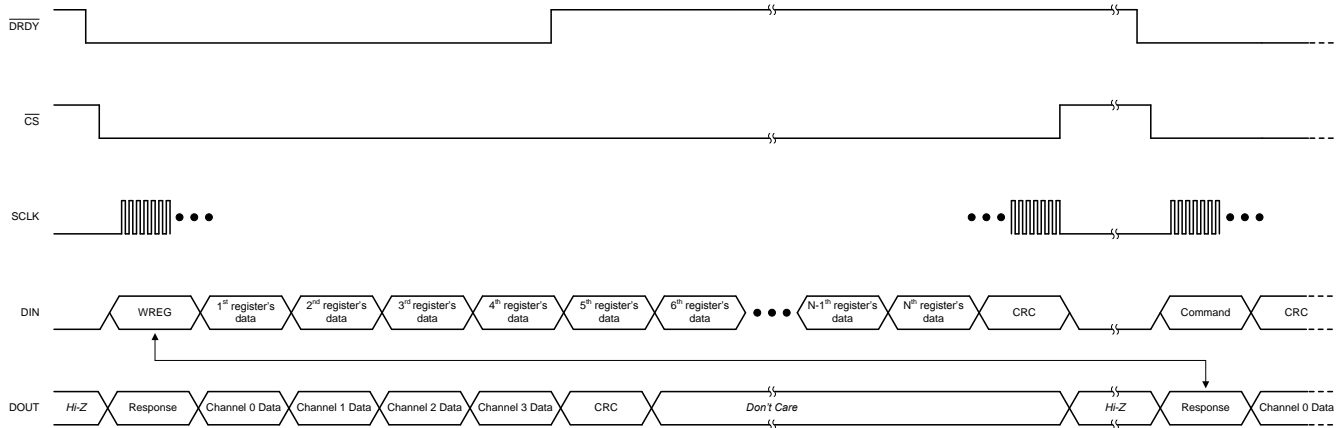 DRDY
CS
SCLK
DIN
WREG
1st register's data
2nd register's data
3rd register's data
4th register's data
5th register's data
6th register's data
N-1th register's data
Nth register's data
CRC
Command
CRC
DOUT
Hi-Z
Response
Channel 0 Data
Channel 1 Data
Channel 2 Data
Channel 3 Data
CRC
Don't Care
Hi-Z
Response
Channel 0 Data